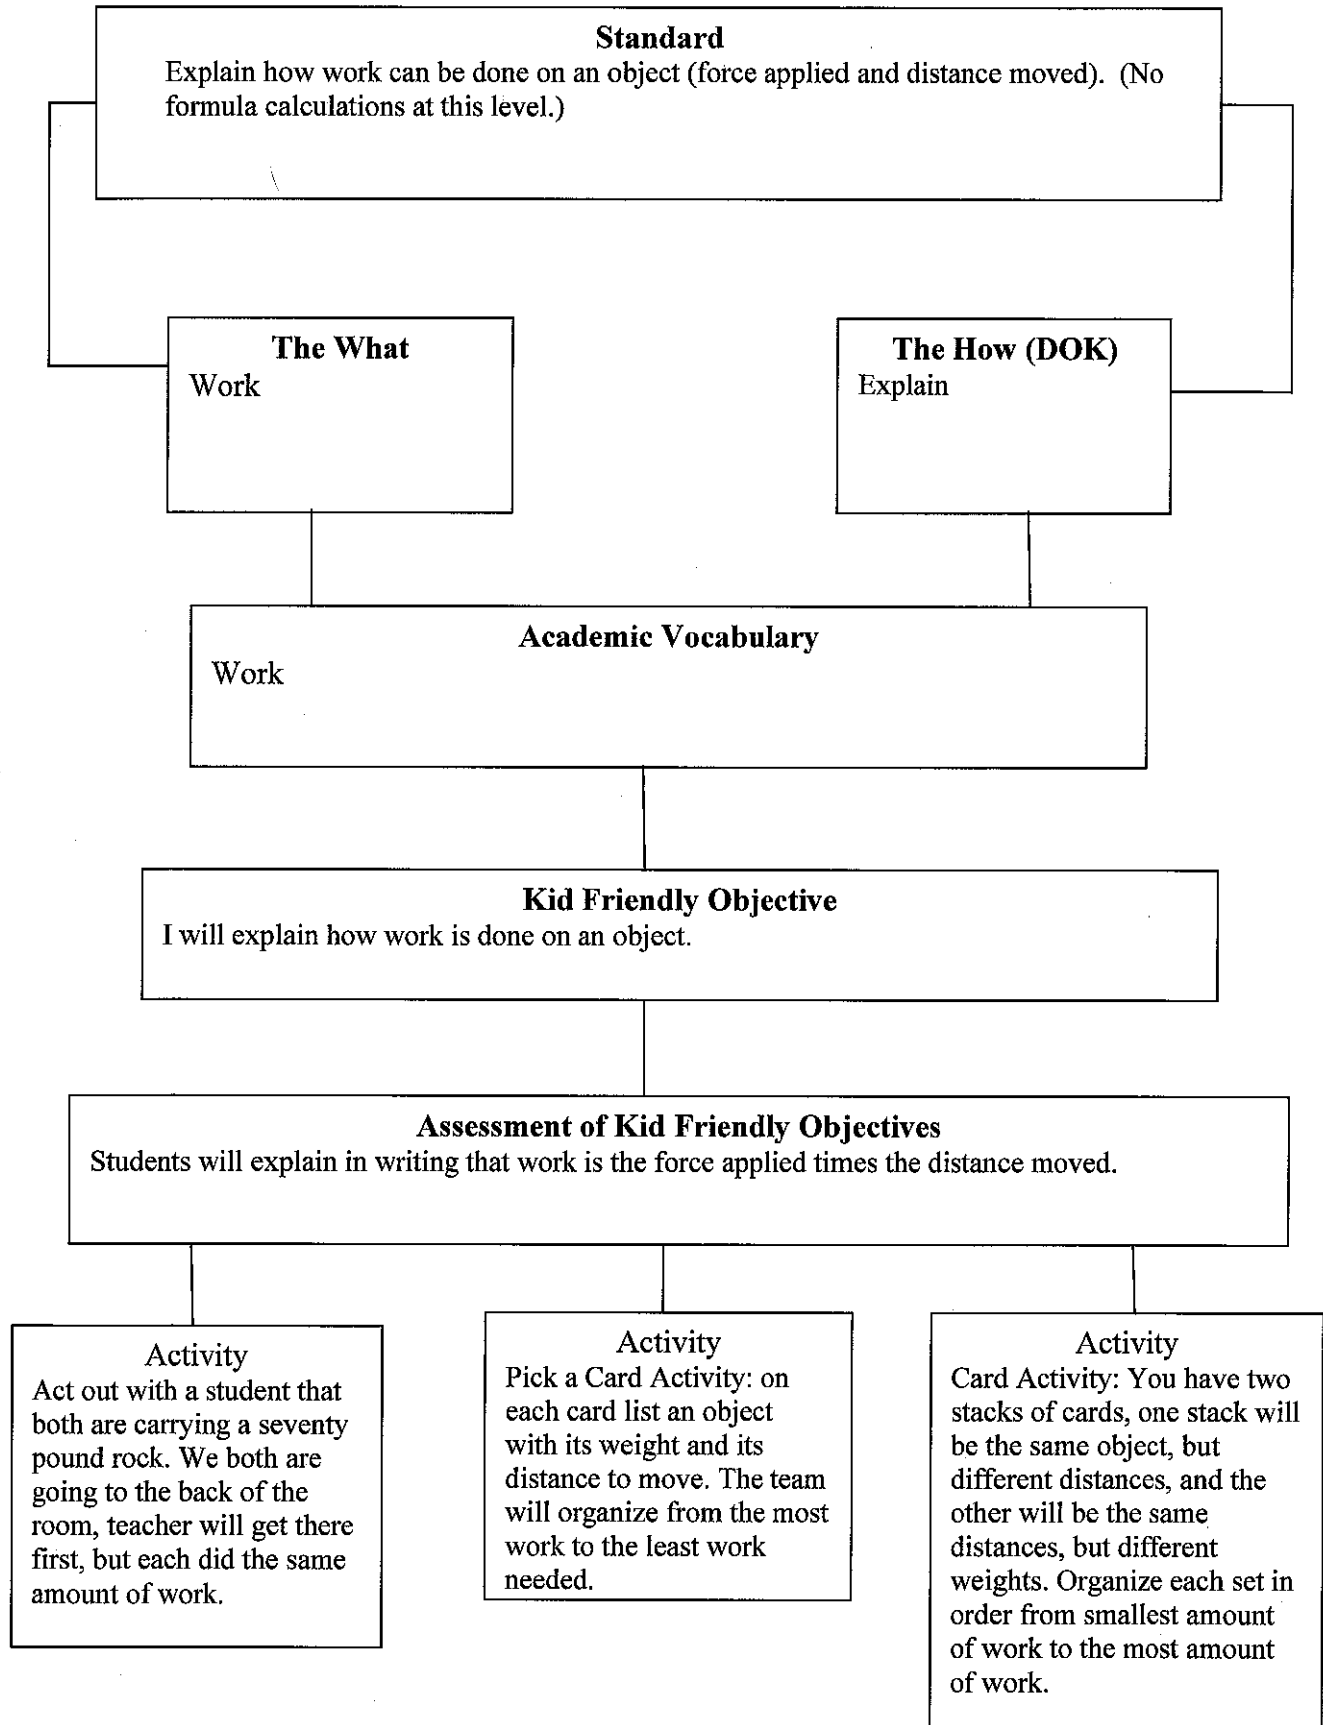 Standard
Explain how work can be done on an object (force applied and distance moved).  (No
formula calculations at this level.)
The What
Work
The How (DOK)
Explain
Academic Vocabulary
Work
Kid Friendly Objective
I will explain how work is done on an object.
Assessment of Kid Friendly Objectives
Students will explain in writing that work is the force applied times the distance moved.
Activity
Act out with a student that
both are carrying a seventy
pound rock. We both are
going to the back of the
room, teacher will get there
first, but each did the same
amount of work.
Activity
Pick a Card Activity: on
each card list an object
with its weight and its
distance to move. The team
will organize from the most
work to the least work
needed.
Activity
Card Activity: You have two
stacks of cards, one stack will
be the same object, but
different distances, and the
other will be the same
distances, but different
weights. Organize each set in
order from smallest amount
of work to the most amount
of work.